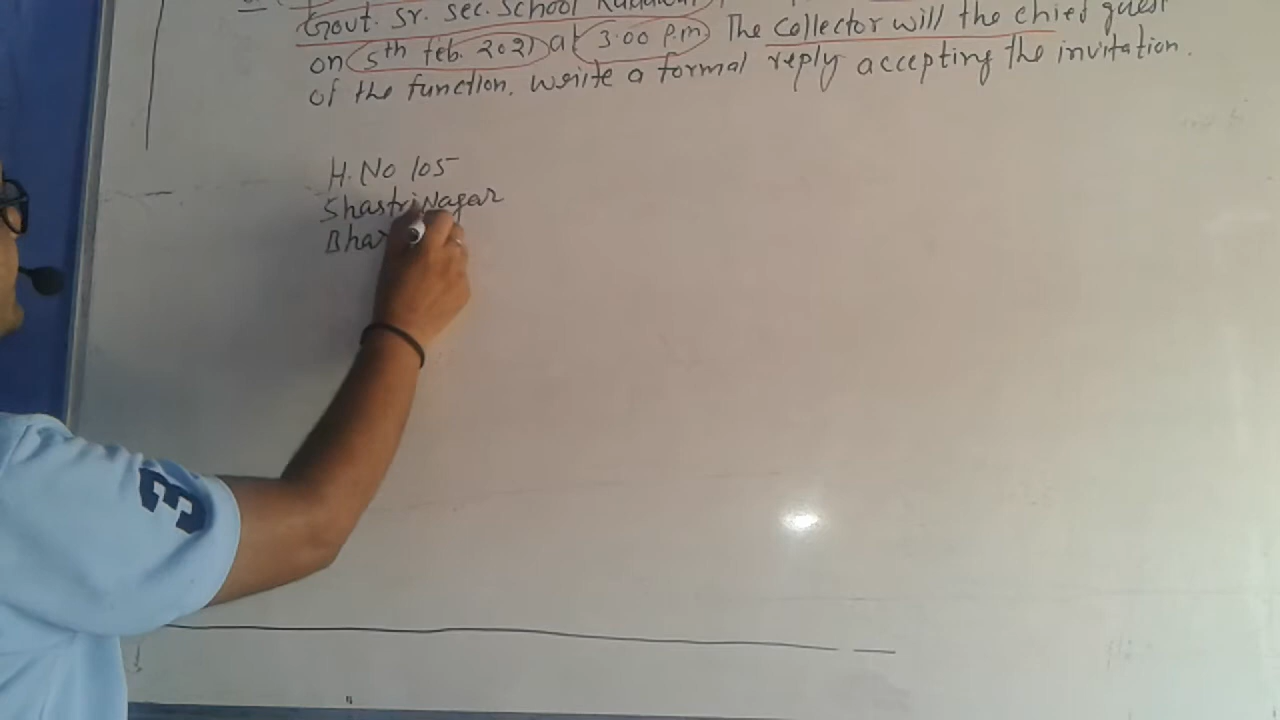 Govt. Sr. Sec. School
on 5th feb. 2021 at 3:00 P.m The collector will the chief guest
of the function. Write a formal reply accepting the invitation.
H. No 105
Shastri Nagar
Bha
3